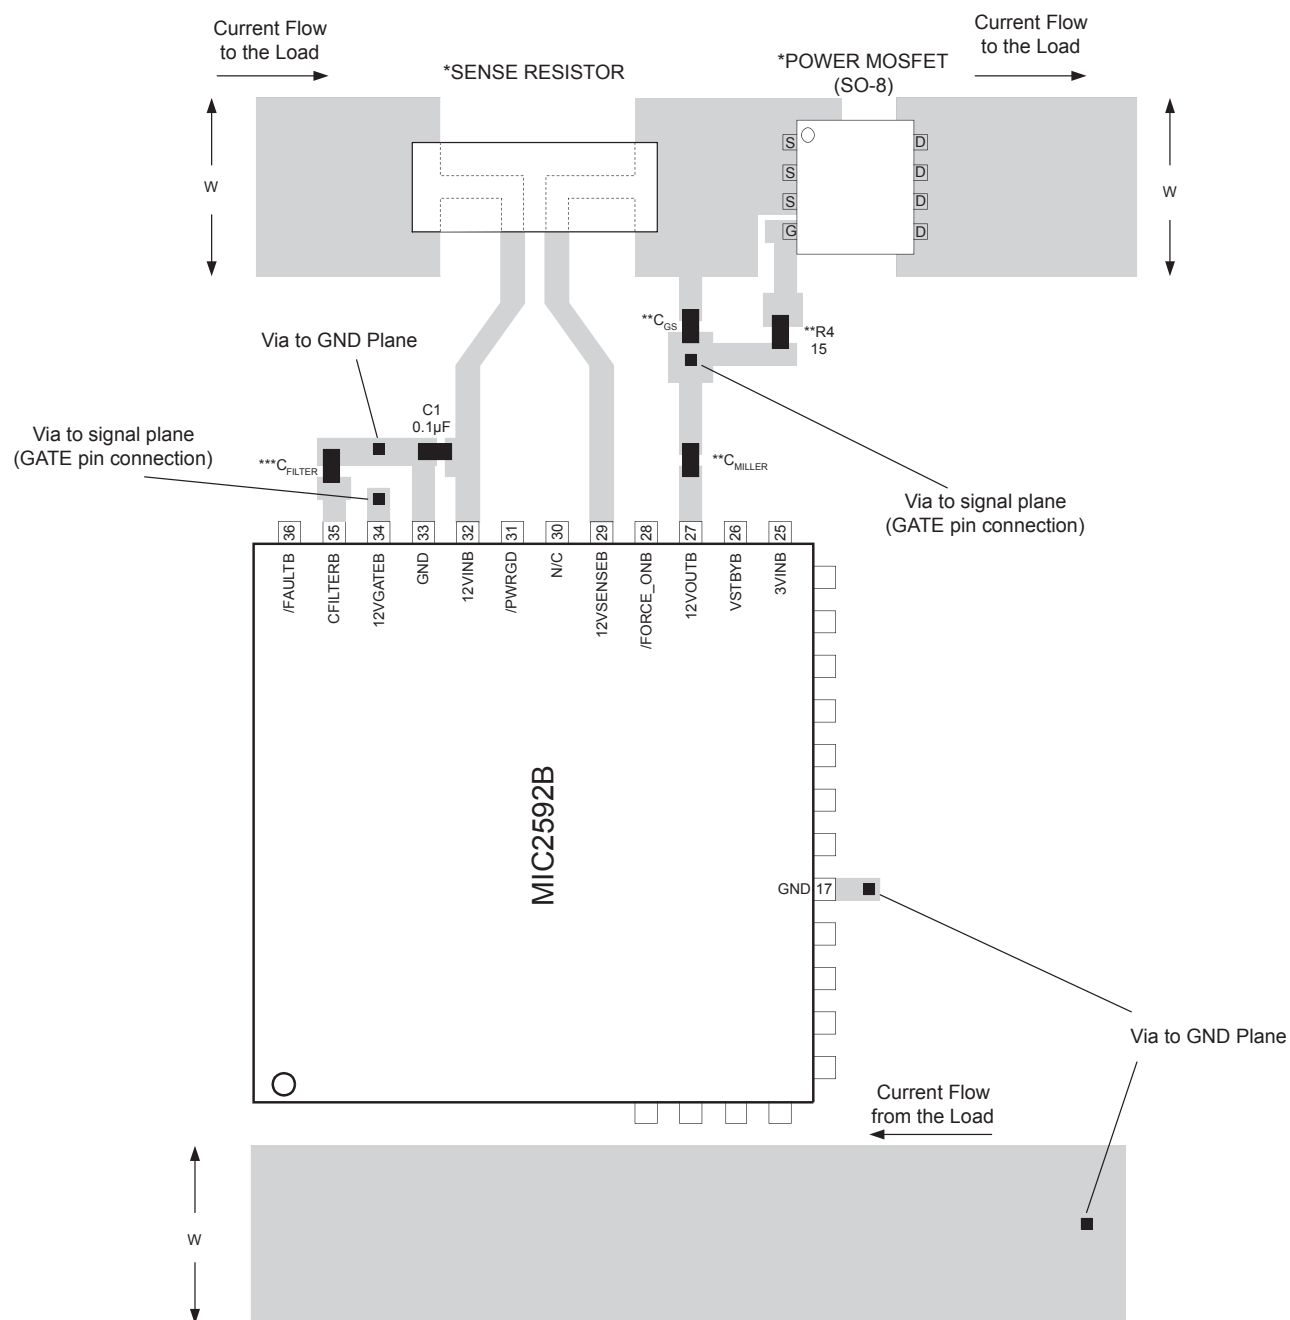 Current Flow
to the Load
*SENSE RESISTOR
*POWER MOSFET
(SO-8)
Current Flow
to the Load
W
S
S
S
G
D
D
D
D
W
**C_GS
**R4
15
Via to GND Plane
C1
0.1µF
Via to signal plane
(GATE pin connection)
***C_FILTER
**C_MILLER
Via to signal plane
(GATE pin connection)
36
35
34
33
32
31
30
29
28
27
26
25
/FAULTB
CFILTERB
12VGATEB
GND
12VINB
/PWRGD
N/C
12VSENSEB
/FORCE_ONB
12VOUTB
VSTBYB
3VINB
MIC2592B
GND 17
Via to GND Plane
Current Flow
from the Load
W